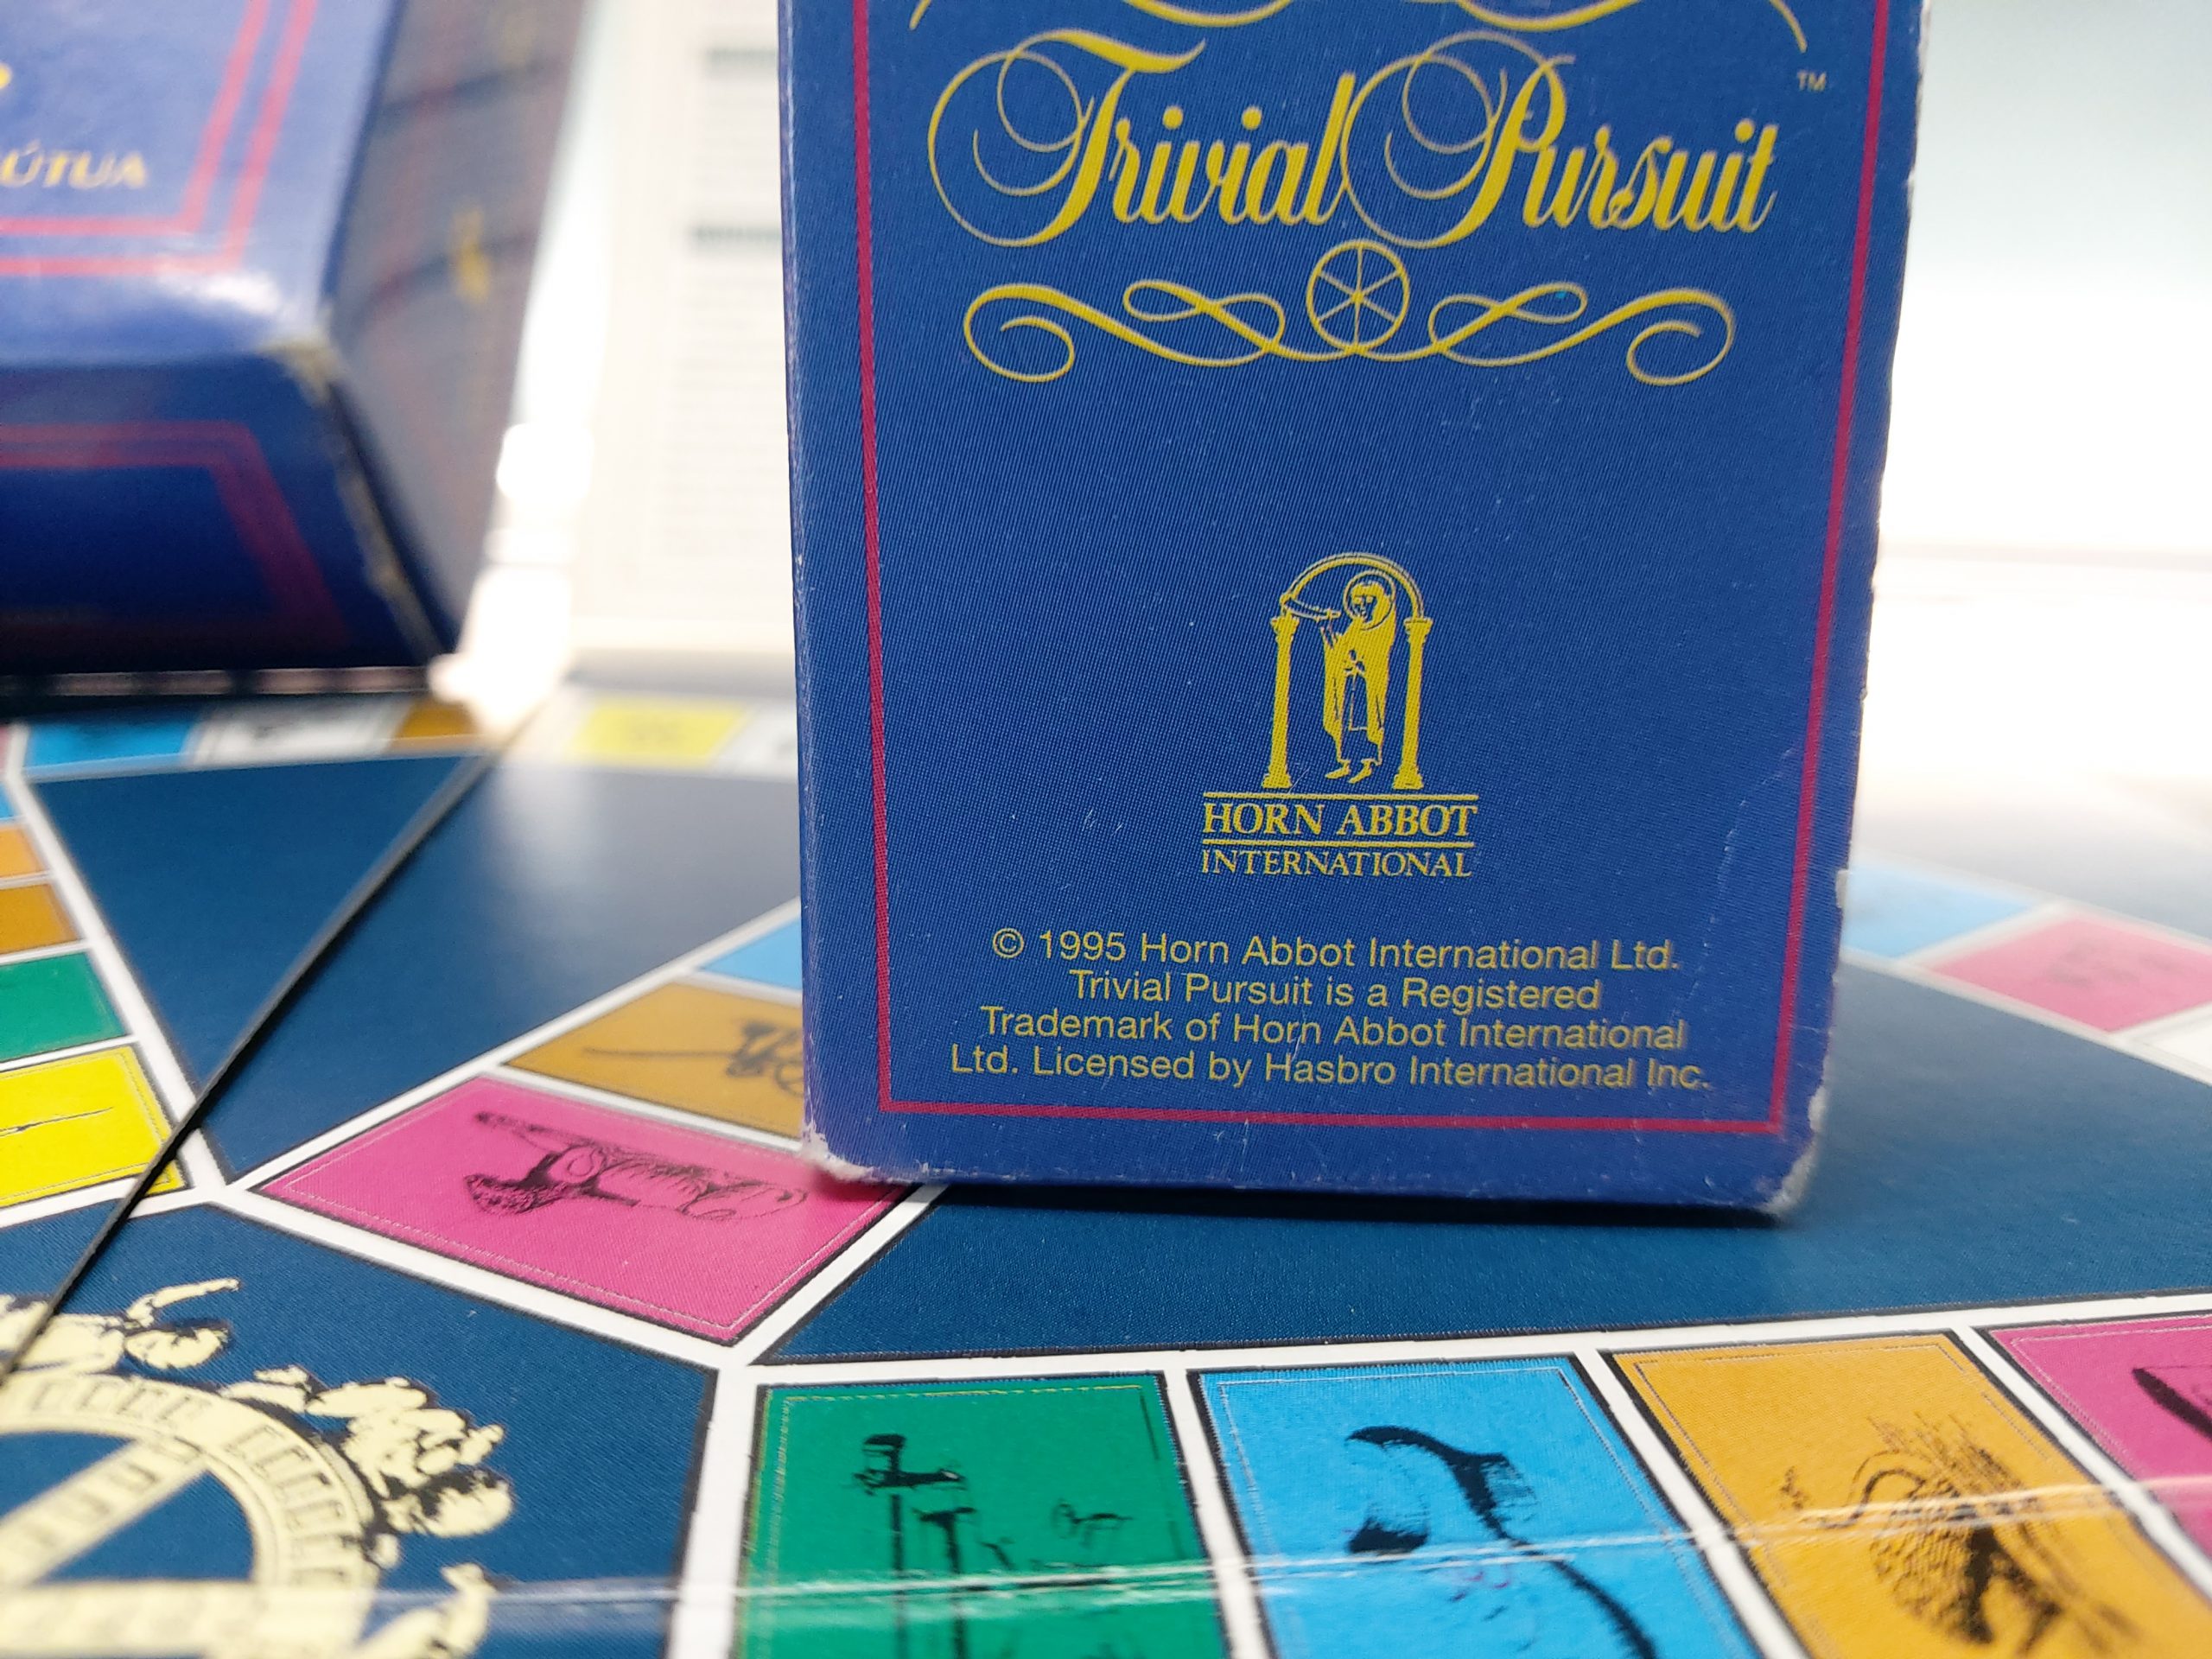 ÚTUA
Trivial Pursuit
TM
HORN ABBOT
INTERNATIONAL
© 1995 Horn Abbot International Ltd.
Trivial Pursuit is a Registered
Trademark of Horn Abbot International
Ltd. Licensed by Hasbro International Inc.